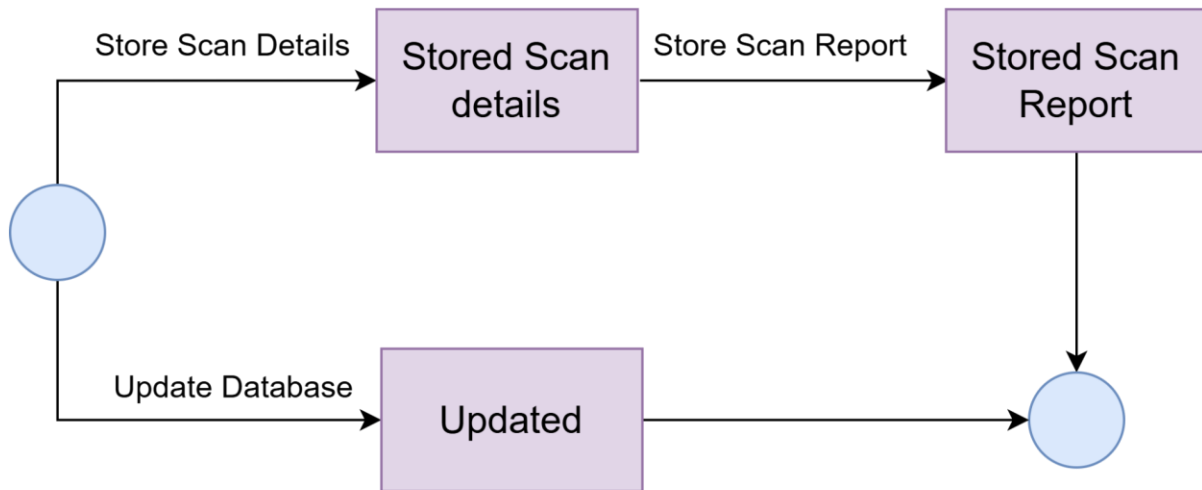 Store Scan Details
Stored Scan
details
Store Scan Report
Stored Scan
Report
Update Database
Updated